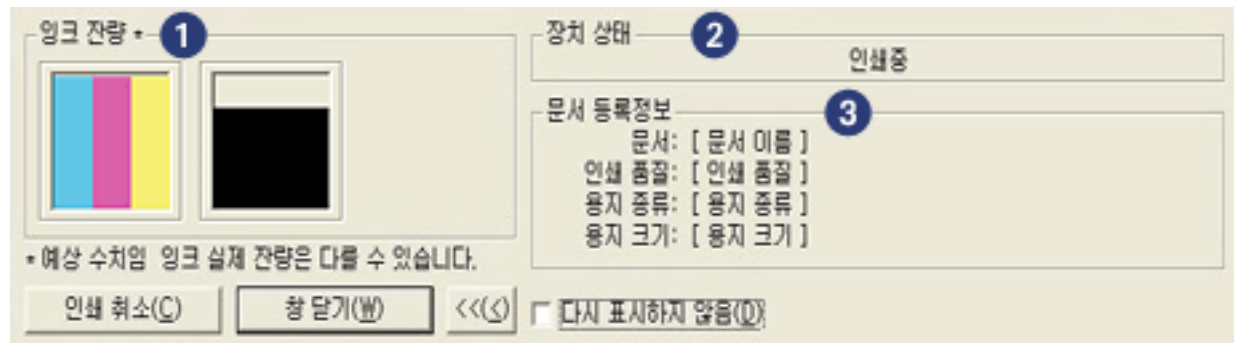 잉크 잔량 * 1
장치 상태 2
인쇄중
문서 등록정보 3
문서: [ 문서 이름 ]
인쇄 품질: [ 인쇄 품질 ]
용지 종류: [ 용지 종류 ]
용지 크기: [ 용지 크기 ]
* 예상 수치임 잉크 실제 잔량은 다를 수 있습니다.
인쇄 취소(C) 창 닫기(W) <<(<) 다시 표시하지 않음(D)